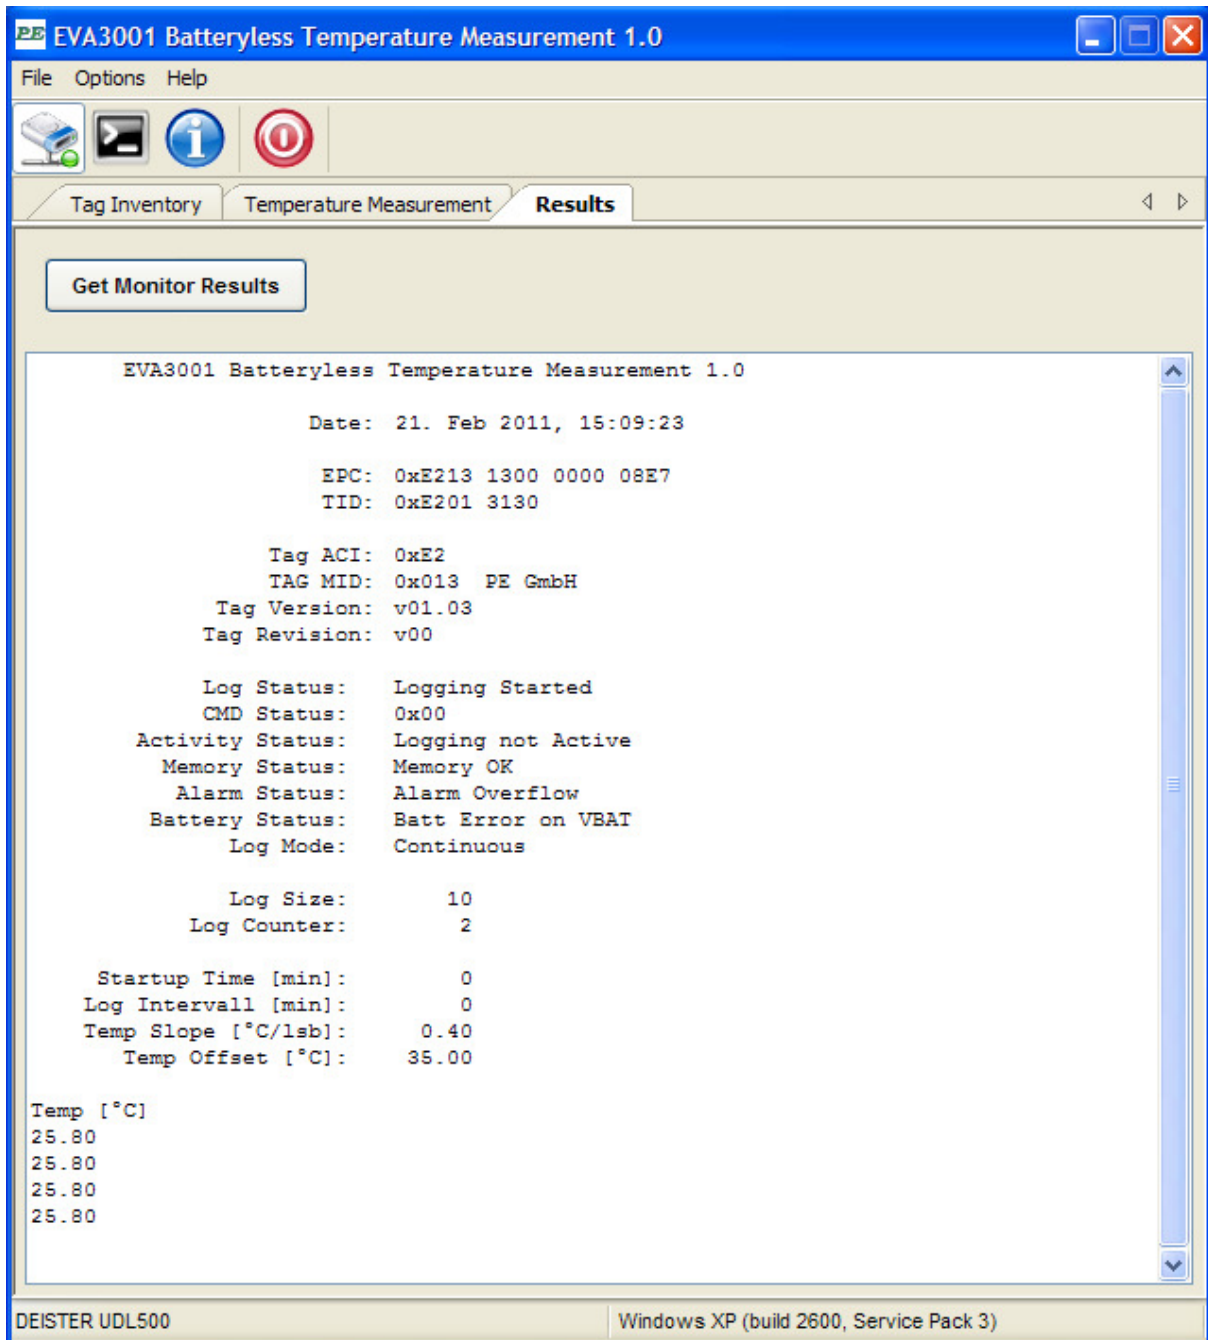 PE EVA3001 Batteryless Temperature Measurement 1.0
File Options Help
Tag Inventory Temperature Measurement Results
Get Monitor Results
EVA3001 Batteryless Temperature Measurement 1.0
Date: 21. Feb 2011, 15:09:23
EPC: 0xE213 1300 0000 08E7
TID: 0xE201 3130
Tag ACI: 0xE2
TAG MID: 0x013 PE GmbH
Tag Version: v01.03
Tag Revision: v00
Log Status: Logging Started
CMD Status: 0x00
Activity Status: Logging not Active
Memory Status: Memory OK
Alarm Status: Alarm Overflow
Battery Status: Batt Error on VBAT
Log Mode: Continuous
Log Size: 10
Log Counter: 2
Startup Time [min]: 0
Log Intervall [min]: 0
Temp Slope [°C/lsb]: 0.40
Temp Offset [°C]: 35.00
Temp [°C]
25.80
25.80
25.80
25.80
DEISTER UDL500 Windows XP (build 2600, Service Pack 3)